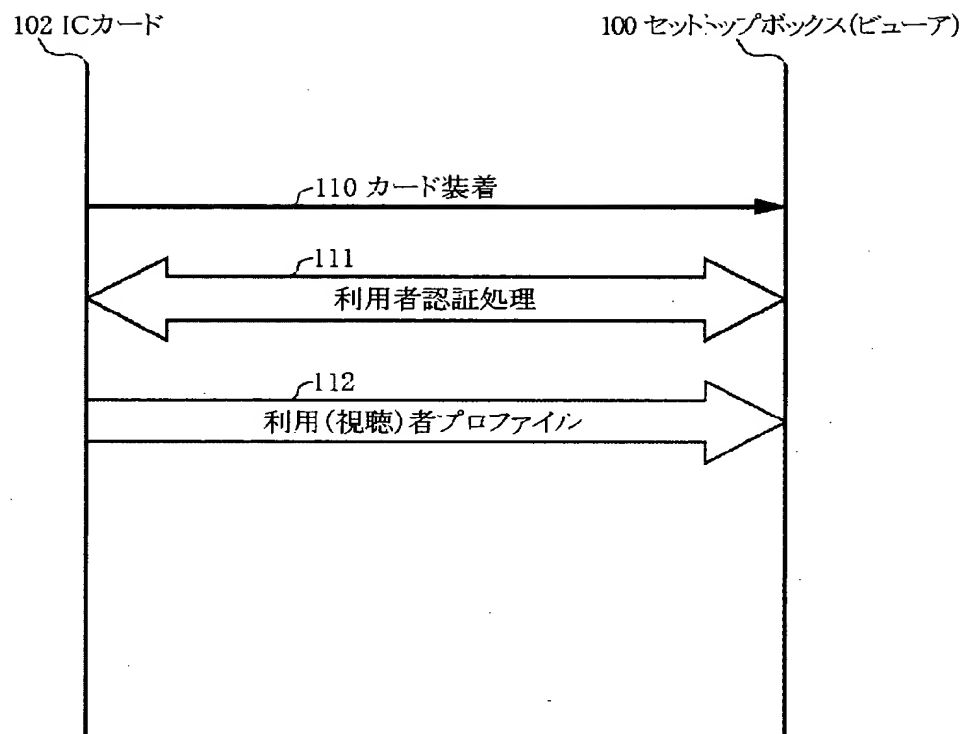 102 ICカード
100 セットトップボックス(ビューア)
110 カード装着
111
利用者認証処理
112
利用(視聴)者プロファイル